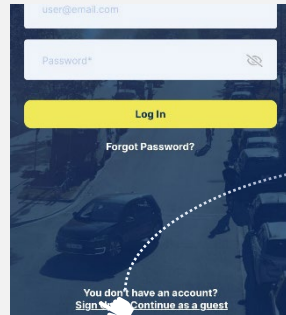 user@email.com
Password*
Log In
Forgot Password?
You don't have an account?
Sign Continue as a guest